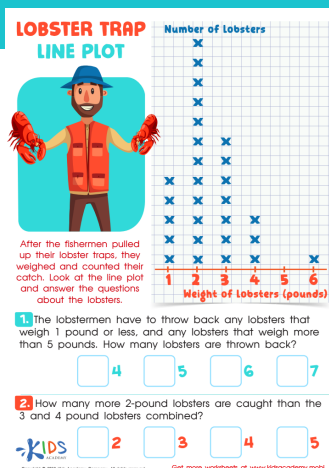 LOBSTER TRAP
LINE PLOT
Number of Lobsters
1 2 3 4 5 6
Weight of Lobsters (pounds)
After the fishermen pulled
up their lobster traps, they
weighed and counted their
catch. Look at the line plot
and answer the questions
about the lobsters.
1. The lobstermen have to throw back any lobsters that
weigh 1 pound or less, and any lobsters that weigh more
than 5 pounds. How many lobsters are thrown back?
4 5 6 7
2. How many more 2-pound lobsters are caught than the
3 and 4 pound lobsters combined?
2 3 4 5
KIDS
ACADEMY
Get more worksheets at www.kidsacademy.mobi